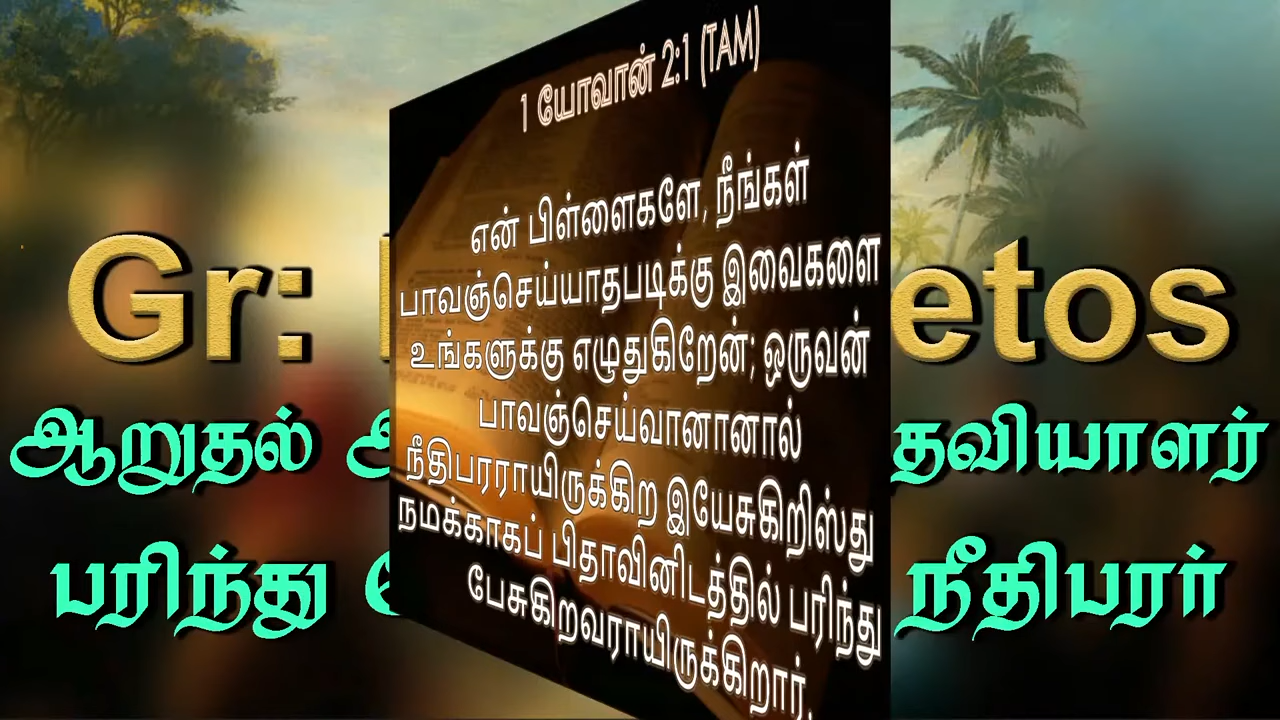 1 யோவான் 2:1 (TAM)
என் பிள்ளைகளே, நீங்கள்
பாவஞ்செய்யாதபடிக்கு இவைகளை
உங்களுக்கு எழுதுகிறேன்; ஒருவன்
பாவஞ்செய்வானானால்
நீதிபரராயிருக்கிற இயேசுகிறிஸ்து
நமக்காகப் பிதாவினிடத்தில் பரிந்து
பேசுகிறவராயிருக்கிறார்.
Gr: etos
ஆறுதல் தவியாளர்
பரிந்து நீதிபரர்